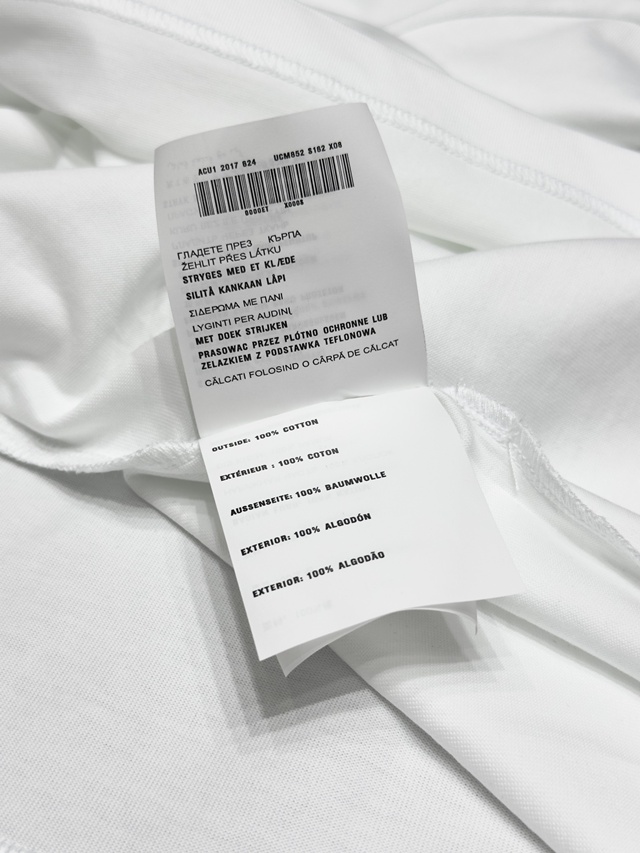 ACU1 2017 624 UCM652 S162 X08
ГЛАДЕТЕ ПРЕЗ КЪРПА
ŽEHLIT PŘES LÁTKU
STRYGES MED ET KLÆDE
SILITÄ KANKAAN LÄPI
ΣΙΔΕΡΩΜΑ ΜΕ ΠΑΝΙ
LYGINTI PER AUDINĮ
MET DOEK STRIJKEN
PRASOWAC PRZEZ PLÓTNO OCHRONNE LUB
ZELAZKIEM Z PODSTAWKA TEFLONOWA
CĂLCATI FOLOSIND O CÂRPĂ DE CĂLCAT
OUTSIDE: 100% COTTON
EXTÉRIEUR : 100% COTON
AUSSENSEITE: 100% BAUMWOLLE
EXTERIOR: 100% ALGODÓN
EXTERIOR: 100% ALGODÃO